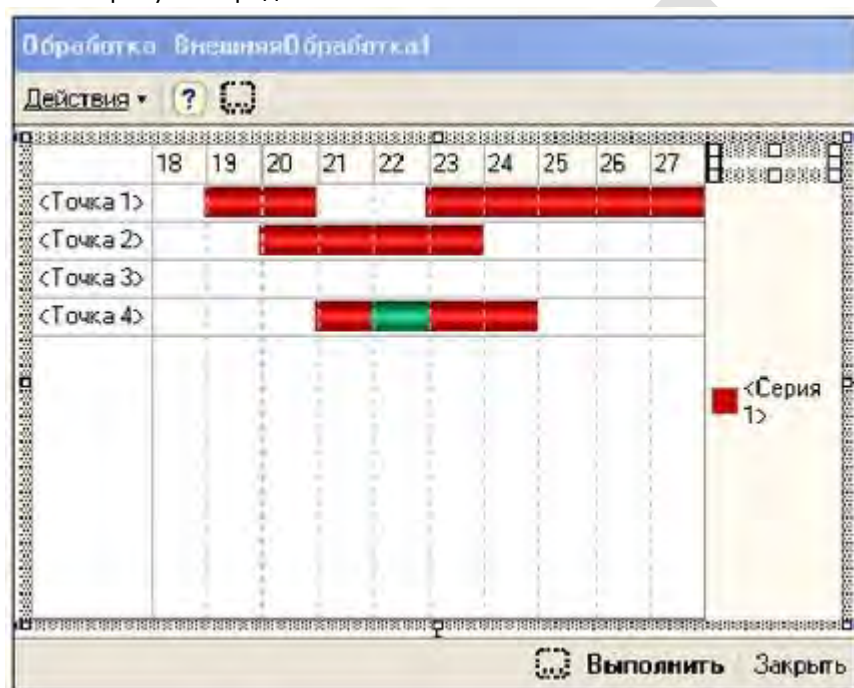 Обработка ВнешняяОбработка1
Действия ?
18 19 20 21 22 23 24 25 26 27
<Точка 1>
<Точка 2>
<Точка 3>
<Точка 4>
<Серия
1>
Выполнить Закрыть